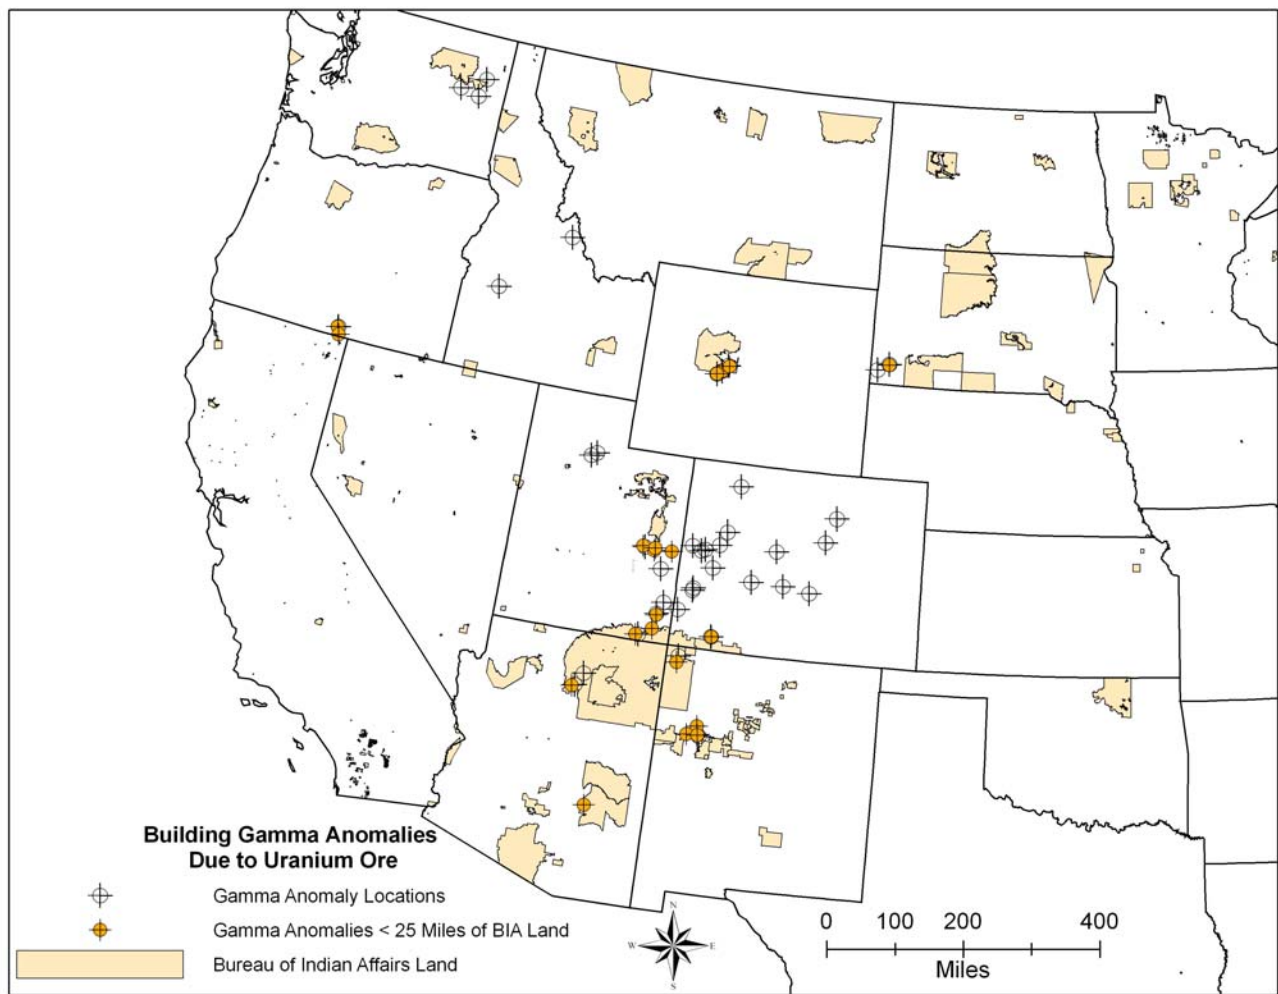 Building Gamma Anomalies
Due to Uranium Ore
Gamma Anomaly Locations
Gamma Anomalies < 25 Miles of BIA Land
Bureau of Indian Affairs Land
N
W E
S
0 100 200 400
Miles